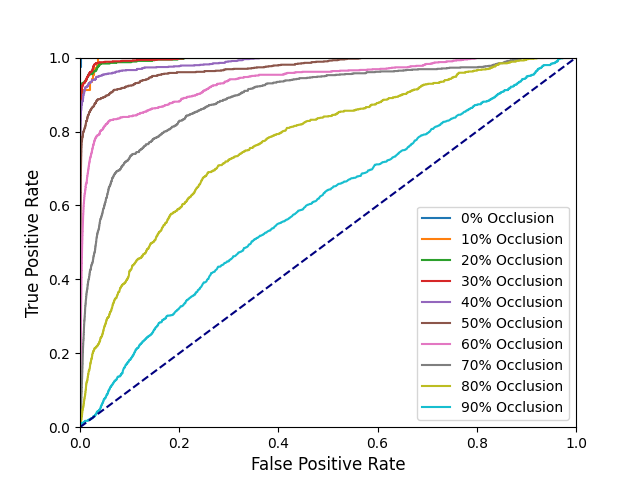 1.0
0.8
0.6
0.4
0.2
0.0
True Positive Rate
0% Occlusion
10% Occlusion
20% Occlusion
30% Occlusion
40% Occlusion
50% Occlusion
60% Occlusion
70% Occlusion
80% Occlusion
90% Occlusion
0.0 0.2 0.4 0.6 0.8 1.0
False Positive Rate